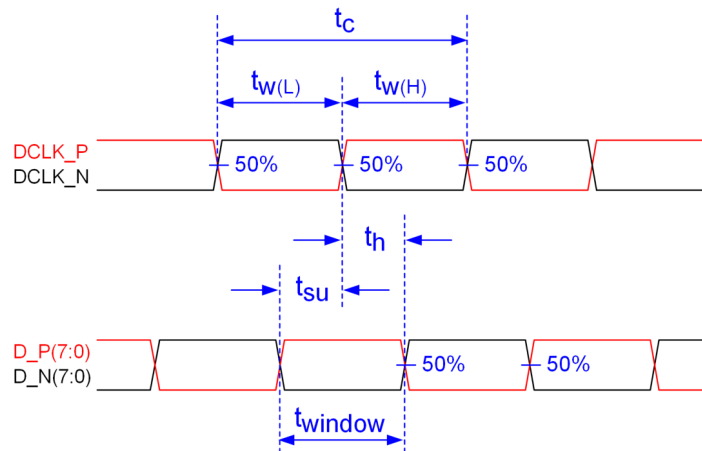 tc
tw(L) tw(H)
DCLK_P
DCLK_N
50% 50% 50%
th
tsu
D_P(7:0)
D_N(7:0)
50% 50%
twindow